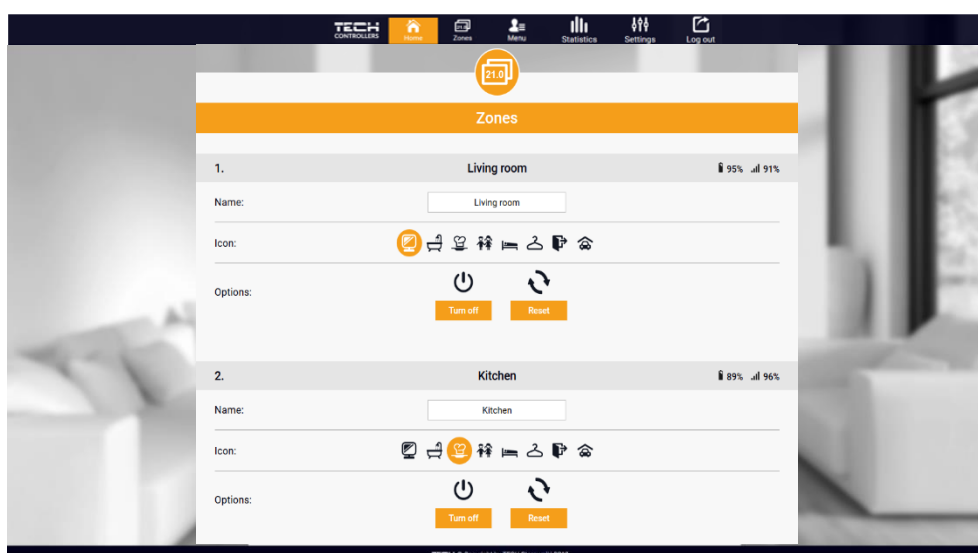 TECH
CONTROLLERS
Home
Zones
Menu
Statistics
Settings
Log out
21.0
Zones
1.
Living room
95%
91%
Name:
Living room
Icon:
Options:
Turn off
Reset
2.
Kitchen
89%
96%
Name:
Kitchen
Icon:
Options:
Turn off
Reset